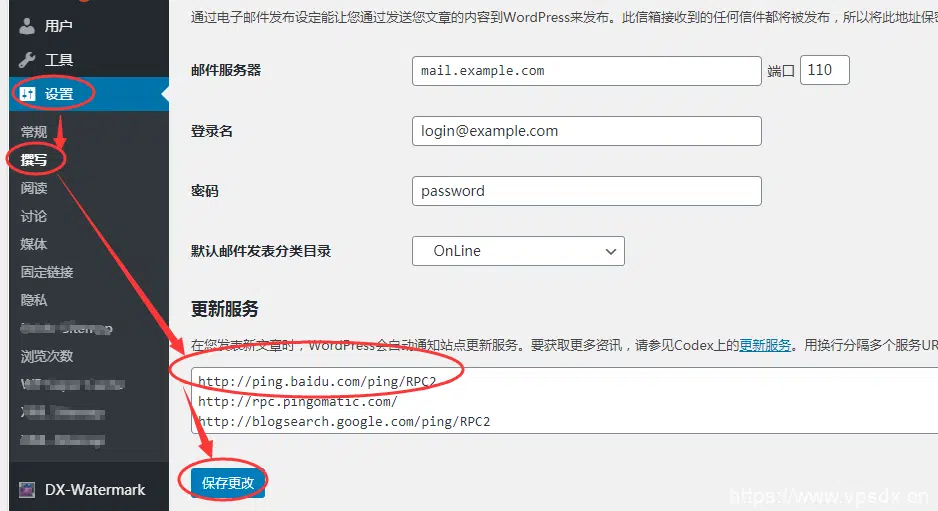 用户
工具
设置
常规
撰写
阅读
讨论
媒体
固定链接
隐私
浏览次数
DX-Watermark
通过电子邮件发布设定能让您通过发送您文章的内容到WordPress来发布。此信箱接收到的任何信件都将被发布，所以将此地址保密
邮件服务器
mail.example.com
端口
110
登录名
login@example.com
密码
password
默认邮件发表分类目录
OnLine
更新服务
在您发表新文章时，WordPress会自动通知站点更新服务。要获取更多资讯，请参见Codex上的更新服务。用换行分隔多个服务UR
http://ping.baidu.com/ping/RPC2
http://rpc.pingomatic.com/
http://blogsearch.google.com/ping/RPC2
保存更改
https://www.vpsdx.cn